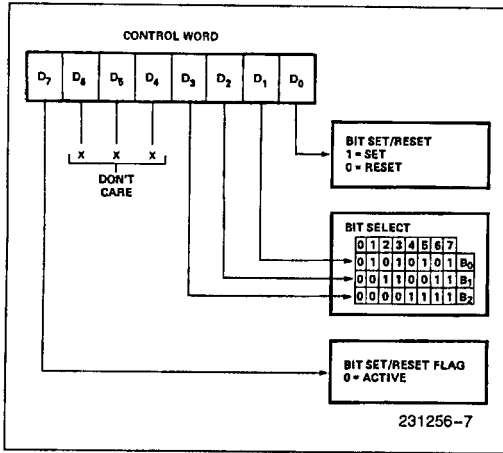 CONTROL WORD
D7 D6 D5 D4 D3 D2 D1 D0
X X X
DON'T
CARE
BIT SET/RESET
1 = SET
0 = RESET
BIT SELECT
0 1 2 3 4 5 6 7
0 1 0 1 0 1 0 1 B0
0 0 1 1 0 0 1 1 B1
0 0 0 0 1 1 1 1 B2
BIT SET/RESET FLAG
0 = ACTIVE
231256-7